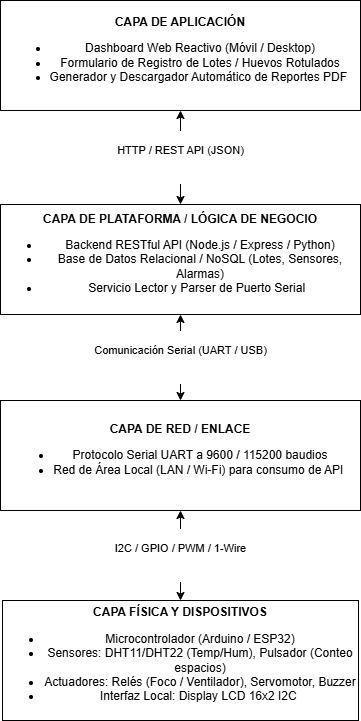 CAPA DE APLICACIÓN
• Dashboard Web Reactivo (Móvil / Desktop)
• Formulario de Registro de Lotes / Huevos Rotulados
• Generador y Descargador Automático de Reportes PDF
HTTP / REST API (JSON)
CAPA DE PLATAFORMA / LÓGICA DE NEGOCIO
• Backend RESTful API (Node.js / Express / Python)
• Base de Datos Relacional / NoSQL (Lotes, Sensores,
Alarmas)
• Servicio Lector y Parser de Puerto Serial
Comunicación Serial (UART / USB)
CAPA DE RED / ENLACE
• Protocolo Serial UART a 9600 / 115200 baudios
• Red de Área Local (LAN / Wi-Fi) para consumo de API
I2C / GPIO / PWM / 1-Wire
CAPA FÍSICA Y DISPOSITIVOS
• Microcontrolador (Arduino / ESP32)
• Sensores: DHT11/DHT22 (Temp/Hum), Pulsador (Conteo
espacios)
• Actuadores: Relés (Foco / Ventilador), Servomotor, Buzzer
• Interfaz Local: Display LCD 16x2 I2C